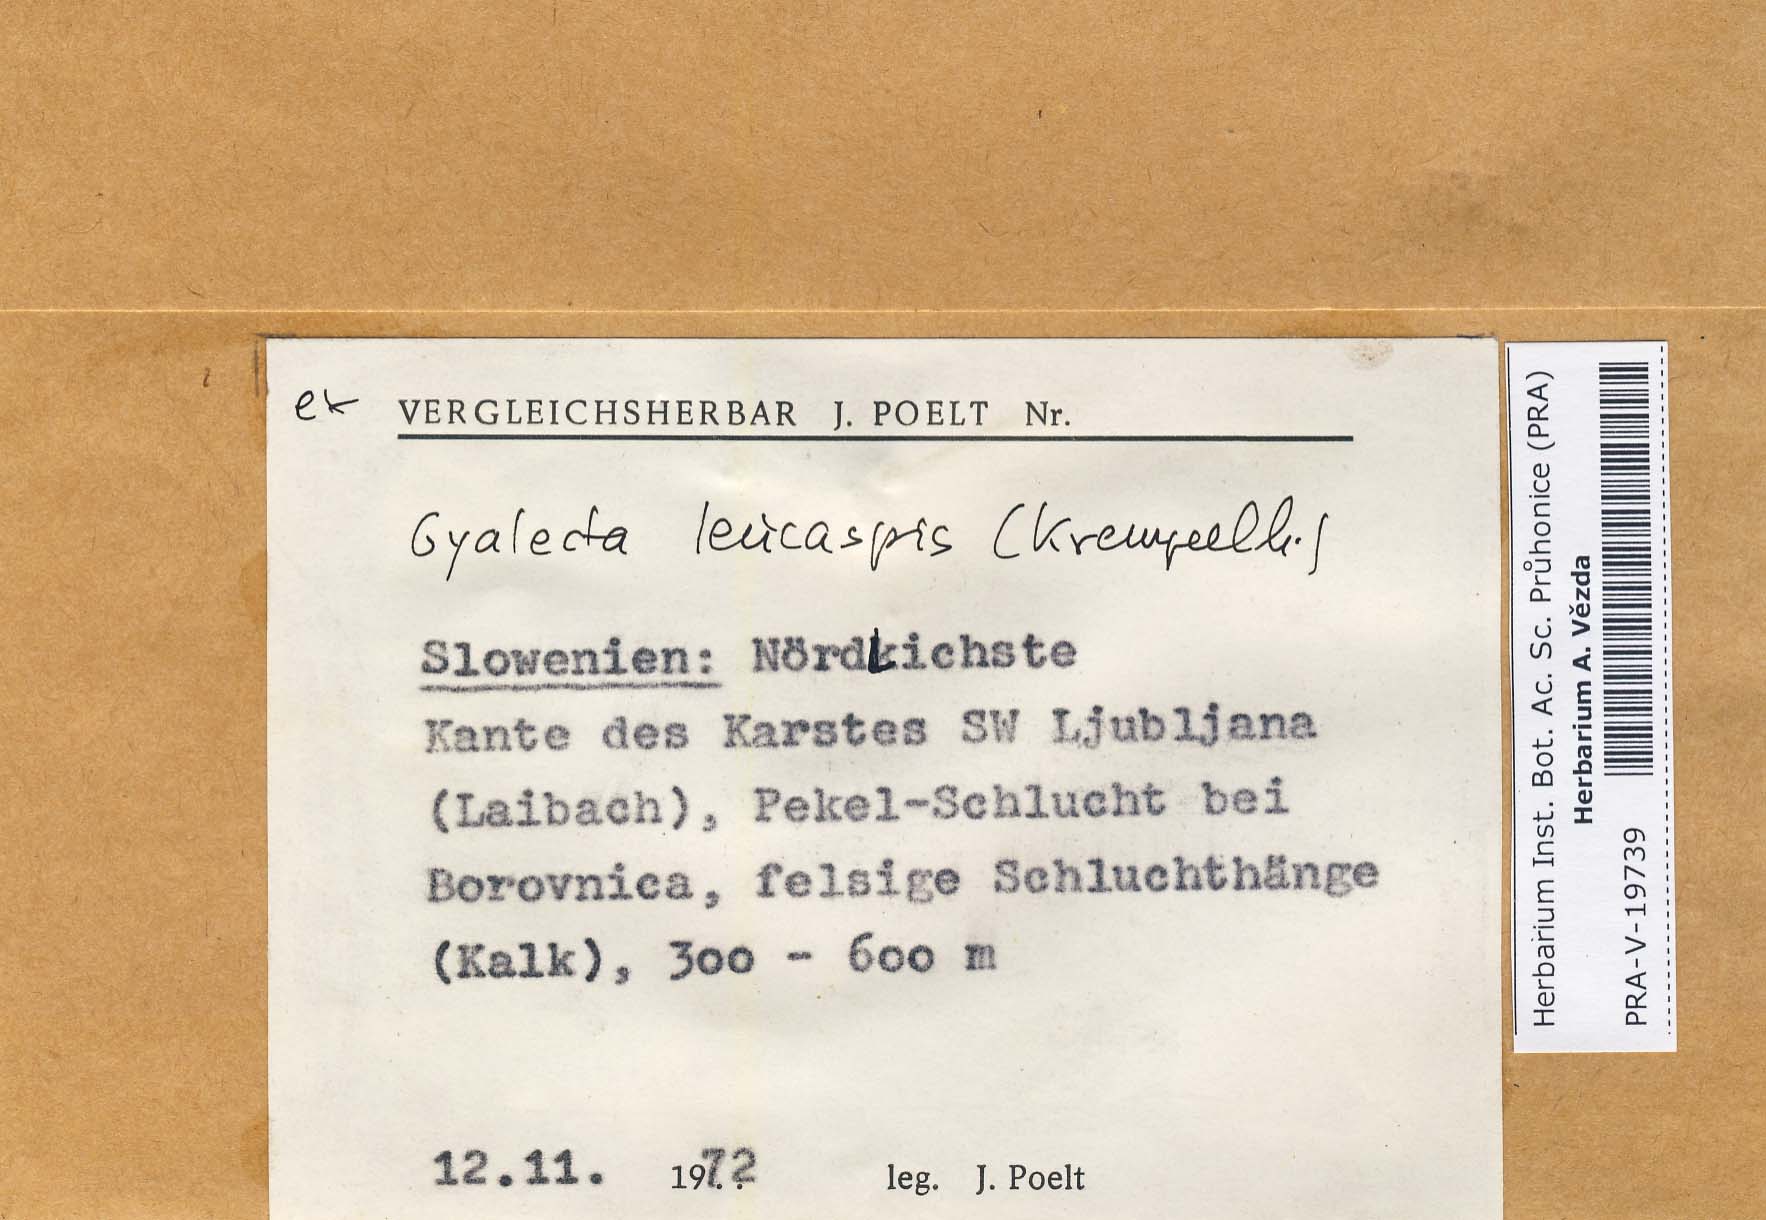 ex VERGLEICHSHERBAR J. POELT Nr.
Gyalecta leucaspis (Krempelh.)
Slowenien: Nördlichste
Kante des Karstes SW Ljubljana
(Laibach), Pekel-Schlucht bei
Borovnica, felsige Schluchthänge
(Kalk), 300 - 600 m
12.11. 1972 leg. J. Poelt
Herbarium Inst. Bot. Ac. Sc. Průhonice (PRA)
Herbarium A. Vězda
PRA-V-19739